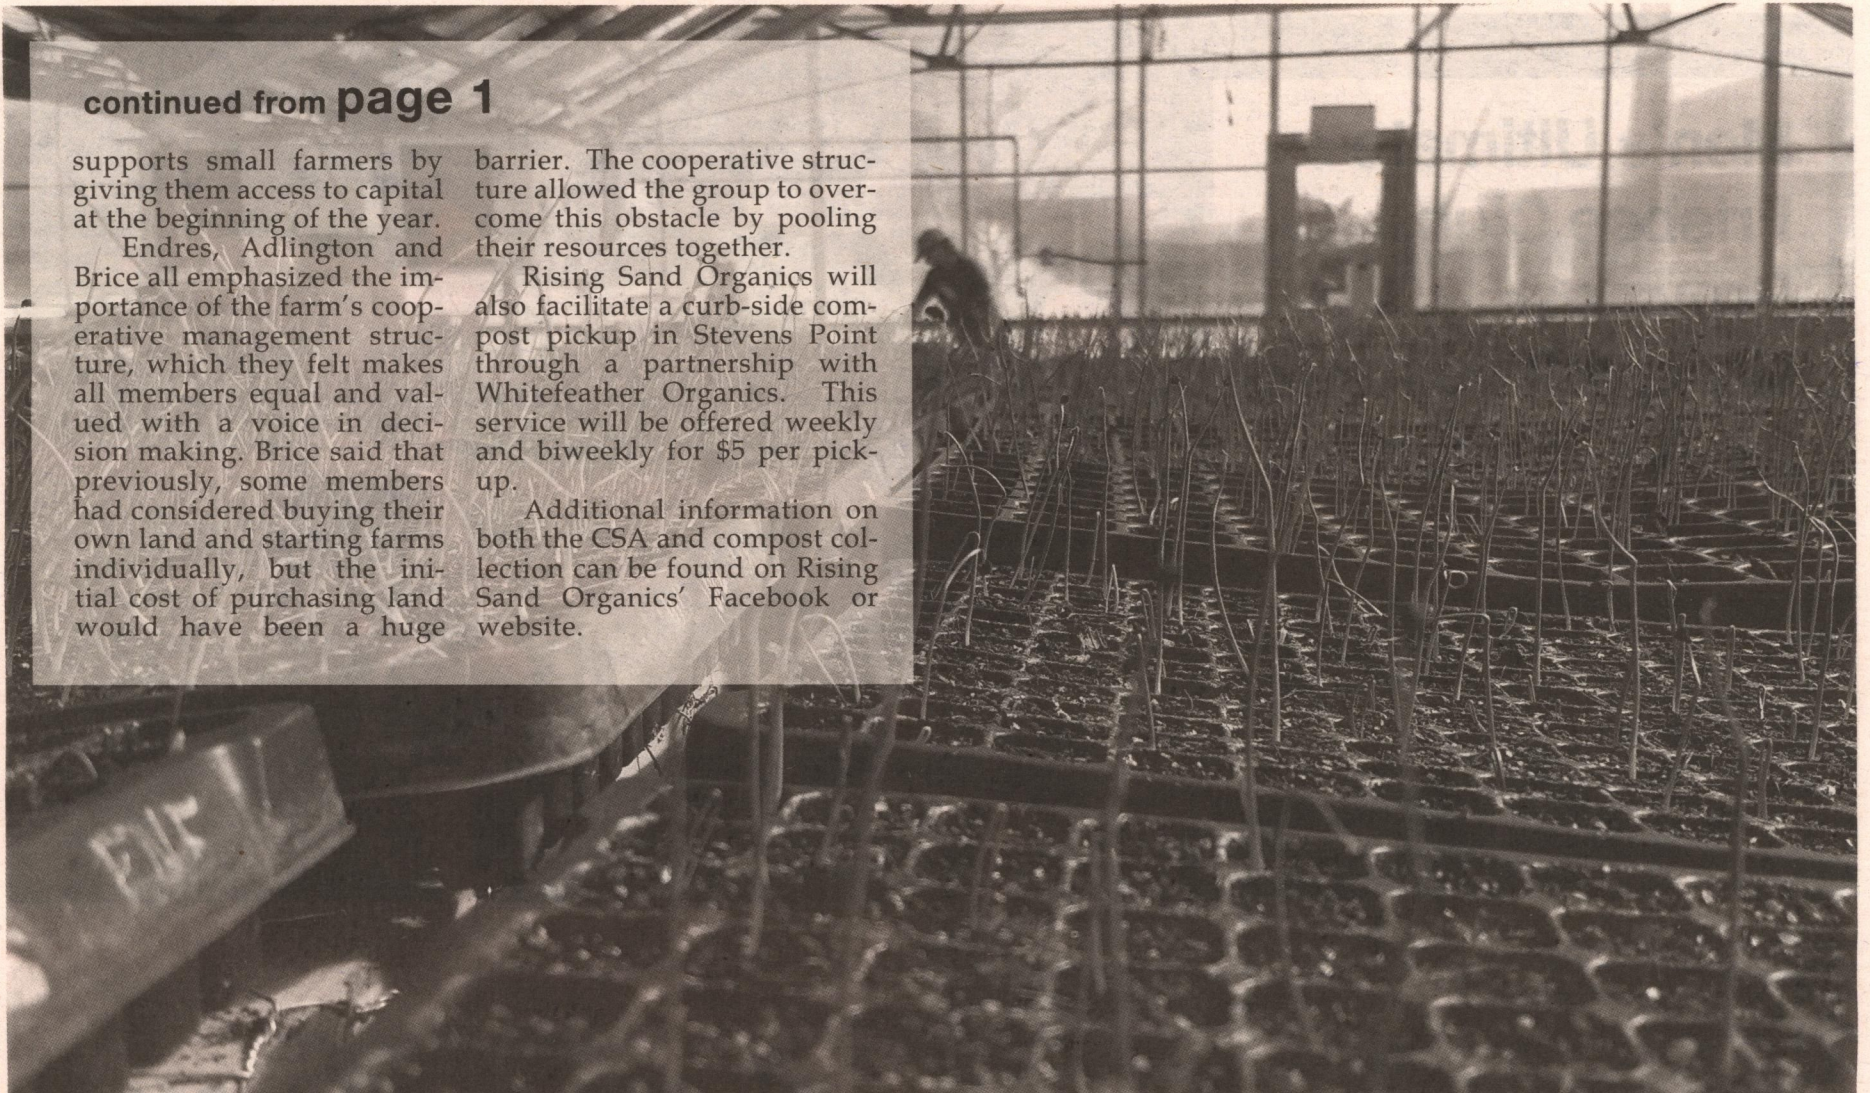 continued from page 1
supports small farmers by
giving them access to capital
at the beginning of the year.
Endres, Adlington and
Brice all emphasized the im-
portance of the farm's coop-
erative management struc-
ture, which they felt makes
all members equal and val-
ued with a voice in deci-
sion making. Brice said that
previously, some members
had considered buying their
own land and starting farms
individually, but the ini-
tial cost of purchasing land
would have been a huge
barrier. The cooperative struc-
ture allowed the group to over-
come this obstacle by pooling
their resources together.
Rising Sand Organics will
also facilitate a curb-side com-
post pickup in Stevens Point
through a partnership with
Whitefeather Organics. This
service will be offered weekly
and biweekly for $5 per pick-
up.
Additional information on
both the CSA and compost col-
lection can be found on Rising
Sand Organics' Facebook or
website.